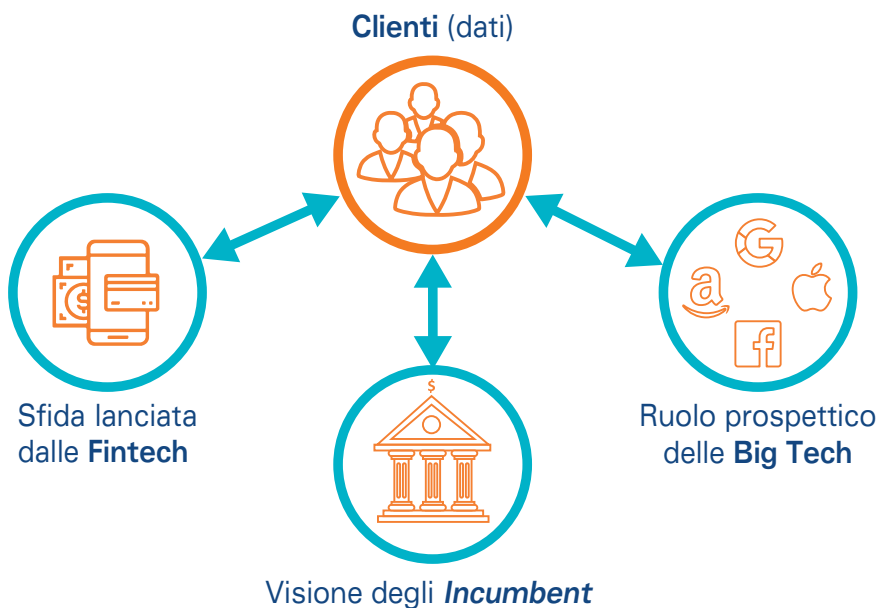 Clienti (dati)
$
G
a
f
Sfida lanciata
dalle Fintech
Ruolo prospettico
delle Big Tech
$
Visione degli Incumbent